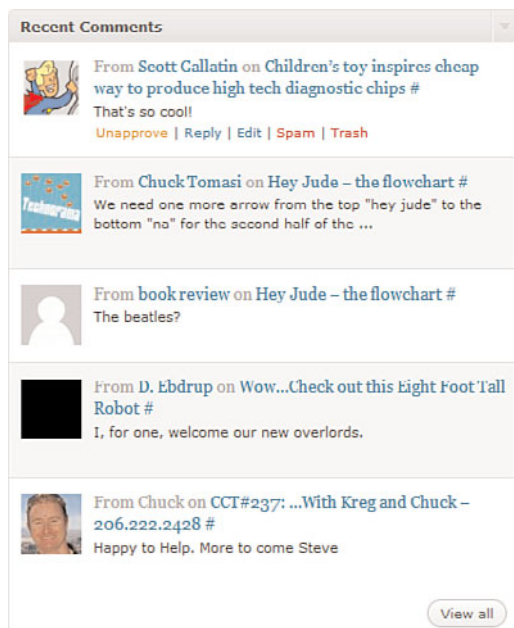 Recent Comments
From Scott Callatin on Children's toy inspires cheap
way to produce high tech diagnostic chips #
That's so cool!
Unapprove | Reply | Edit | Spam | Trash
From Chuck Tomasi on Hey Jude – the flowchart #
We need one more arrow from the top "hey jude" to the
bottom "na" for the second half of the ...
Technorama
From book review on Hey Jude – the flowchart #
The beatles?
From D. Ebdrup on Wow...Check out this Eight Foot Tall
Robot #
I, for one, welcome our new overlords.
From Chuck on CCT#237: ...With Kreg and Chuck –
206.222.2428 #
Happy to Help. More to come Steve
View all